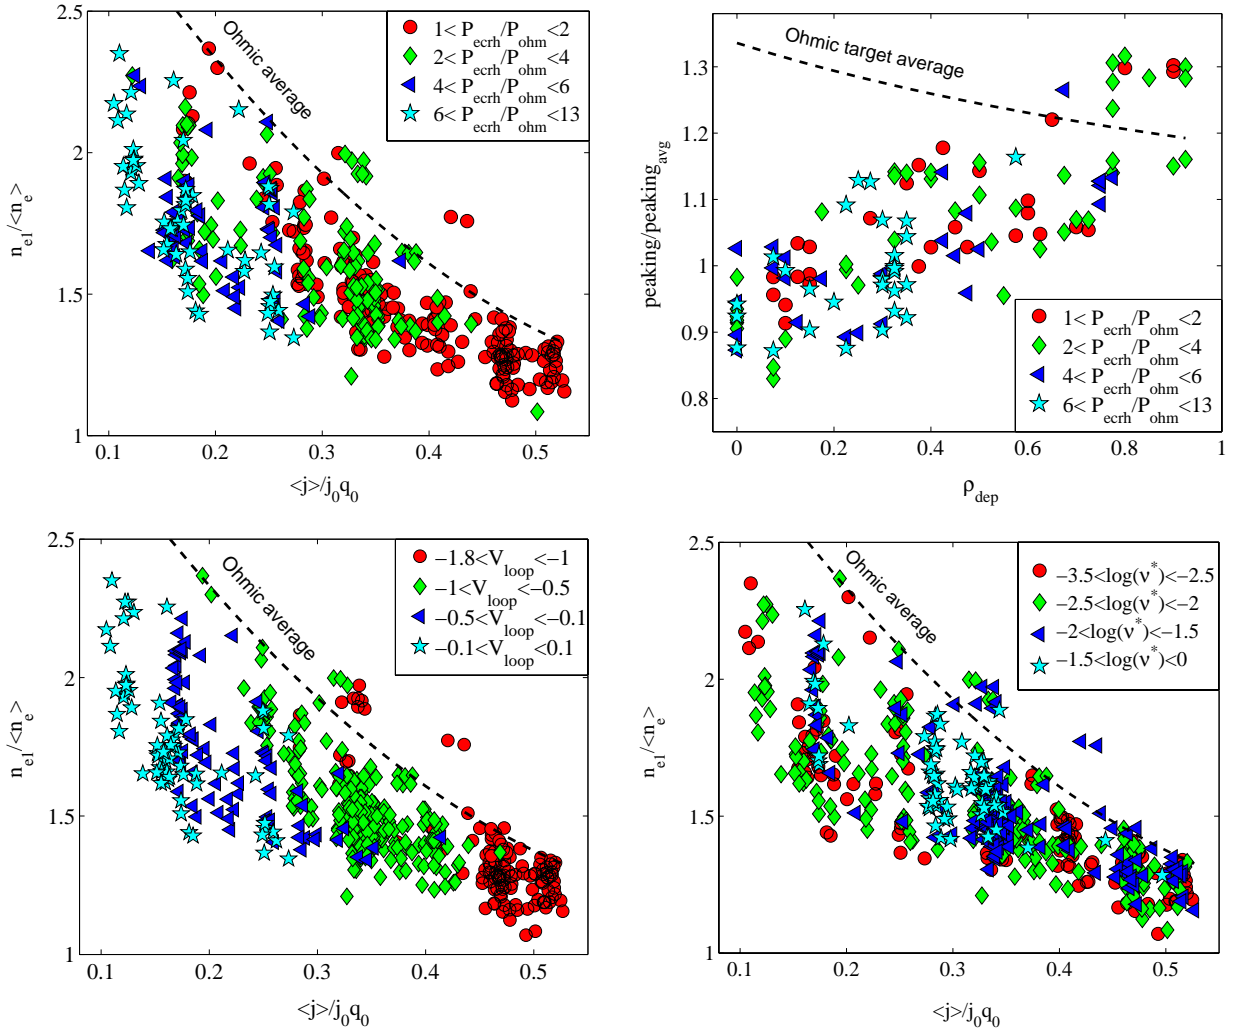 2.5
2
1.5
1
0.1 0.2 0.3 0.4 0.5
n_e1/<n_e>
<j>/j_0q_0
Ohmic average
1< P_ecrh/P_ohm <2
2< P_ecrh/P_ohm <4
4< P_ecrh/P_ohm <6
6< P_ecrh/P_ohm <13
1.3
1.2
1.1
1
0.9
0.8
0 0.2 0.4 0.6 0.8 1
peaking/peaking_avg
ρ_dep
Ohmic target average
1< P_ecrh/P_ohm <2
2< P_ecrh/P_ohm <4
4< P_ecrh/P_ohm <6
6< P_ecrh/P_ohm <13
2.5
2
1.5
1
0.1 0.2 0.3 0.4 0.5
n_e1/<n_e>
<j>/j_0q_0
Ohmic average
−1.8<V_loop <−1
−1<V_loop <−0.5
−0.5<V_loop <−0.1
−0.1<V_loop <0.1
2.5
2
1.5
1
0.1 0.2 0.3 0.4 0.5
n_e1/<n_e>
<j>/j_0q_0
Ohmic average
−3.5<log(ν*)<−2.5
−2.5<log(ν*)<−2
−2<log(ν*)<−1.5
−1.5<log(ν*)<0